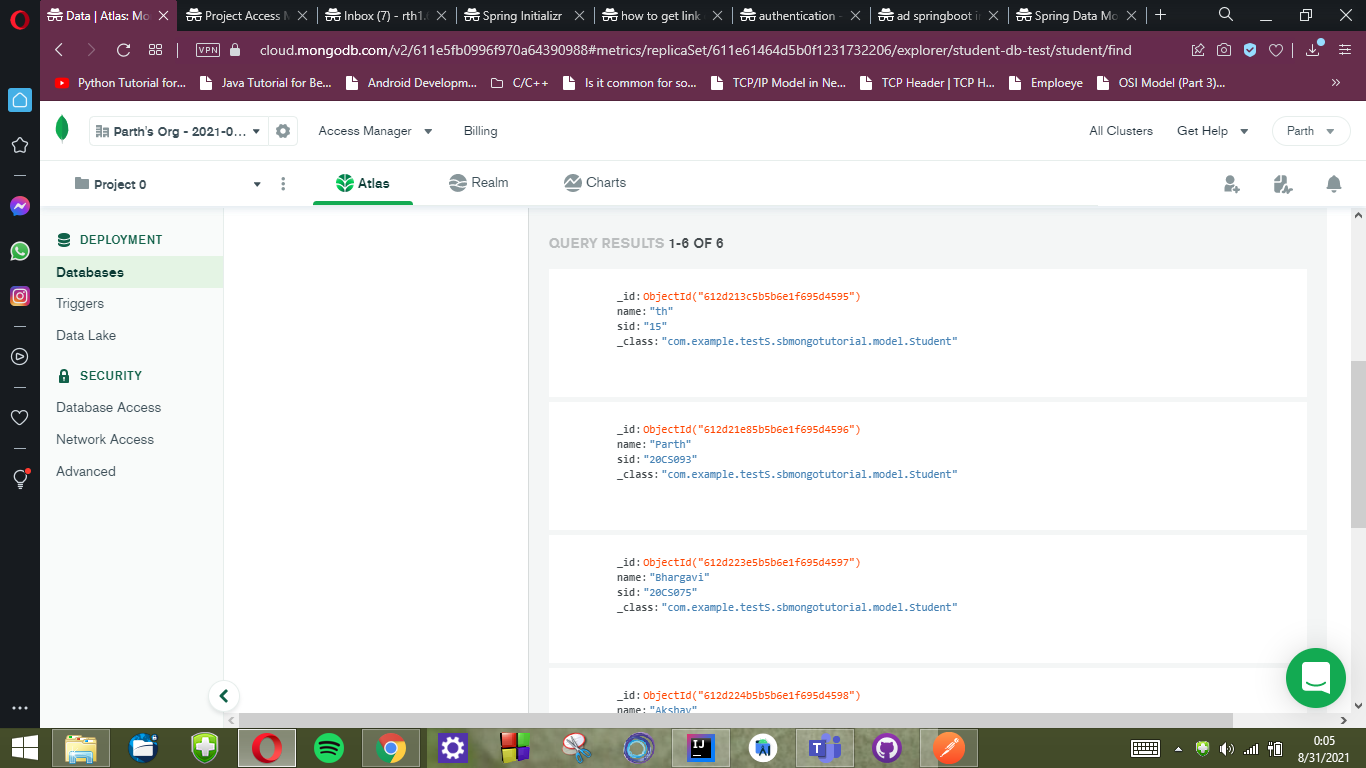 Data | Atlas: Mo
Project Access M
Inbox (7) - rth1.
Spring Initializr
how to get link
authentication -
ad springboot i
Spring Data Mo
VPN
cloud.mongodb.com/v2/611e5fb0996f970a64390988#metrics/replicaSet/611e61464d5b0f1231732206/explorer/student-db-test/student/find
Python Tutorial for...
Java Tutorial for Be...
Android Developm...
C/C++
Is it common for so...
TCP/IP Model in Ne...
TCP Header | TCP H...
Emploeye
OSI Model (Part 3)...
Parth's Org - 2021-0...
Access Manager
Billing
All Clusters
Get Help
Parth
Project 0
Atlas
Realm
Charts
DEPLOYMENT
Databases
Triggers
Data Lake
SECURITY
Database Access
Network Access
Advanced
QUERY RESULTS 1-6 OF 6
_id: ObjectId("612d213c5b5b6e1f695d4595")
name: "th"
sid: "15"
_class: "com.example.testS.sbmongotutorial.model.Student"
_id: ObjectId("612d21e85b5b6e1f695d4596")
name: "Parth"
sid: "20CS093"
_class: "com.example.testS.sbmongotutorial.model.Student"
_id: ObjectId("612d223e5b5b6e1f695d4597")
name: "Bhargavi"
sid: "20CS075"
_class: "com.example.testS.sbmongotutorial.model.Student"
_id: ObjectId("612d224b5b5b6e1f695d4598")
name: "Akshay"
0:05
8/31/2021